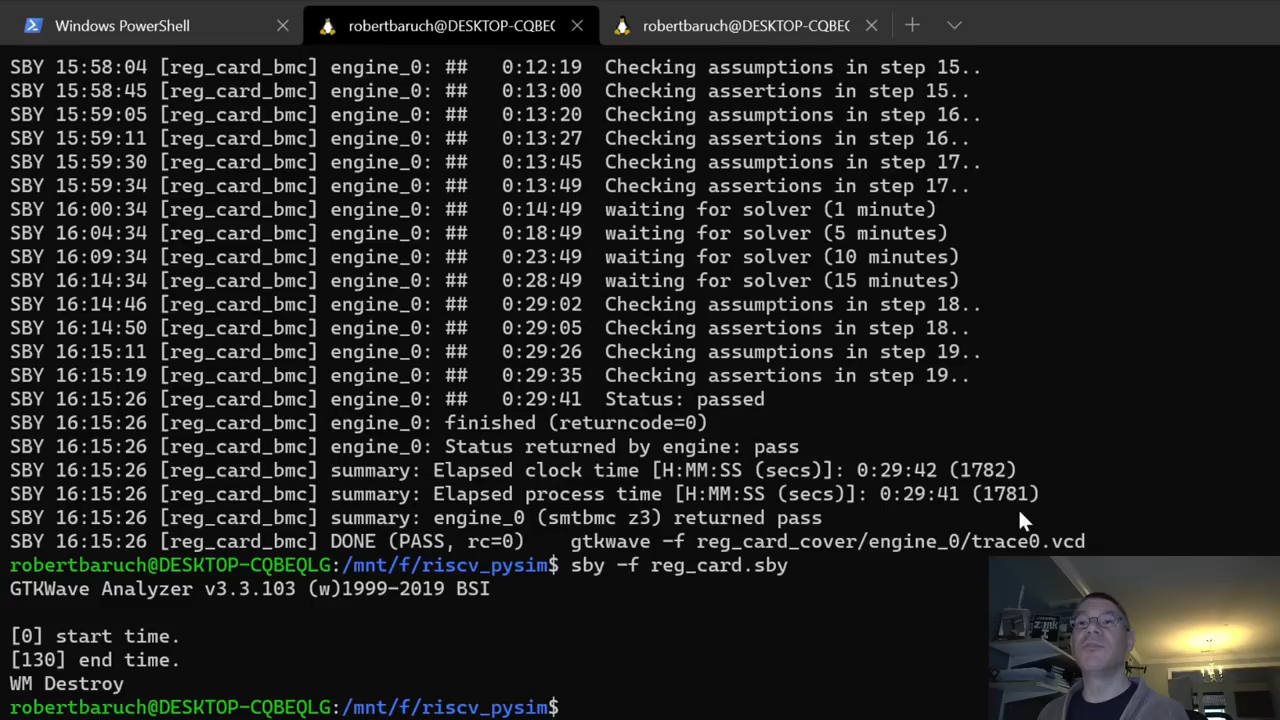 Windows PowerShell
robertbaruch@DESKTOP-CQBEQ
robertbaruch@DESKTOP-CQBEQ
SBY 15:58:04 [reg_card_bmc] engine_0: ## 0:12:19 Checking assumptions in step 15..
SBY 15:58:45 [reg_card_bmc] engine_0: ## 0:13:00 Checking assertions in step 15..
SBY 15:59:05 [reg_card_bmc] engine_0: ## 0:13:20 Checking assumptions in step 16..
SBY 15:59:11 [reg_card_bmc] engine_0: ## 0:13:27 Checking assertions in step 16..
SBY 15:59:30 [reg_card_bmc] engine_0: ## 0:13:45 Checking assumptions in step 17..
SBY 15:59:34 [reg_card_bmc] engine_0: ## 0:13:49 Checking assertions in step 17..
SBY 16:00:34 [reg_card_bmc] engine_0: ## 0:14:49 waiting for solver (1 minute)
SBY 16:04:34 [reg_card_bmc] engine_0: ## 0:18:49 waiting for solver (5 minutes)
SBY 16:09:34 [reg_card_bmc] engine_0: ## 0:23:49 waiting for solver (10 minutes)
SBY 16:14:34 [reg_card_bmc] engine_0: ## 0:28:49 waiting for solver (15 minutes)
SBY 16:14:46 [reg_card_bmc] engine_0: ## 0:29:02 Checking assumptions in step 18..
SBY 16:14:50 [reg_card_bmc] engine_0: ## 0:29:05 Checking assertions in step 18..
SBY 16:15:11 [reg_card_bmc] engine_0: ## 0:29:26 Checking assumptions in step 19..
SBY 16:15:19 [reg_card_bmc] engine_0: ## 0:29:35 Checking assertions in step 19..
SBY 16:15:26 [reg_card_bmc] engine_0: ## 0:29:41 Status: passed
SBY 16:15:26 [reg_card_bmc] engine_0: finished (returncode=0)
SBY 16:15:26 [reg_card_bmc] engine_0: Status returned by engine: pass
SBY 16:15:26 [reg_card_bmc] summary: Elapsed clock time [H:MM:SS (secs)]: 0:29:42 (1782)
SBY 16:15:26 [reg_card_bmc] summary: Elapsed process time [H:MM:SS (secs)]: 0:29:41 (1781)
SBY 16:15:26 [reg_card_bmc] summary: engine_0 (smtbmc z3) returned pass
SBY 16:15:26 [reg_card_bmc] DONE (PASS, rc=0) gtkwave -f reg_card_cover/engine_0/trace0.vcd
robertbaruch@DESKTOP-CQBEQLG:/mnt/f/riscv_pysim$ sby -f reg_card.sby
GTKWave Analyzer v3.3.103 (w)1999-2019 BSI
[0] start time.
[130] end time.
WM Destroy
robertbaruch@DESKTOP-CQBEQLG:/mnt/f/riscv_pysim$